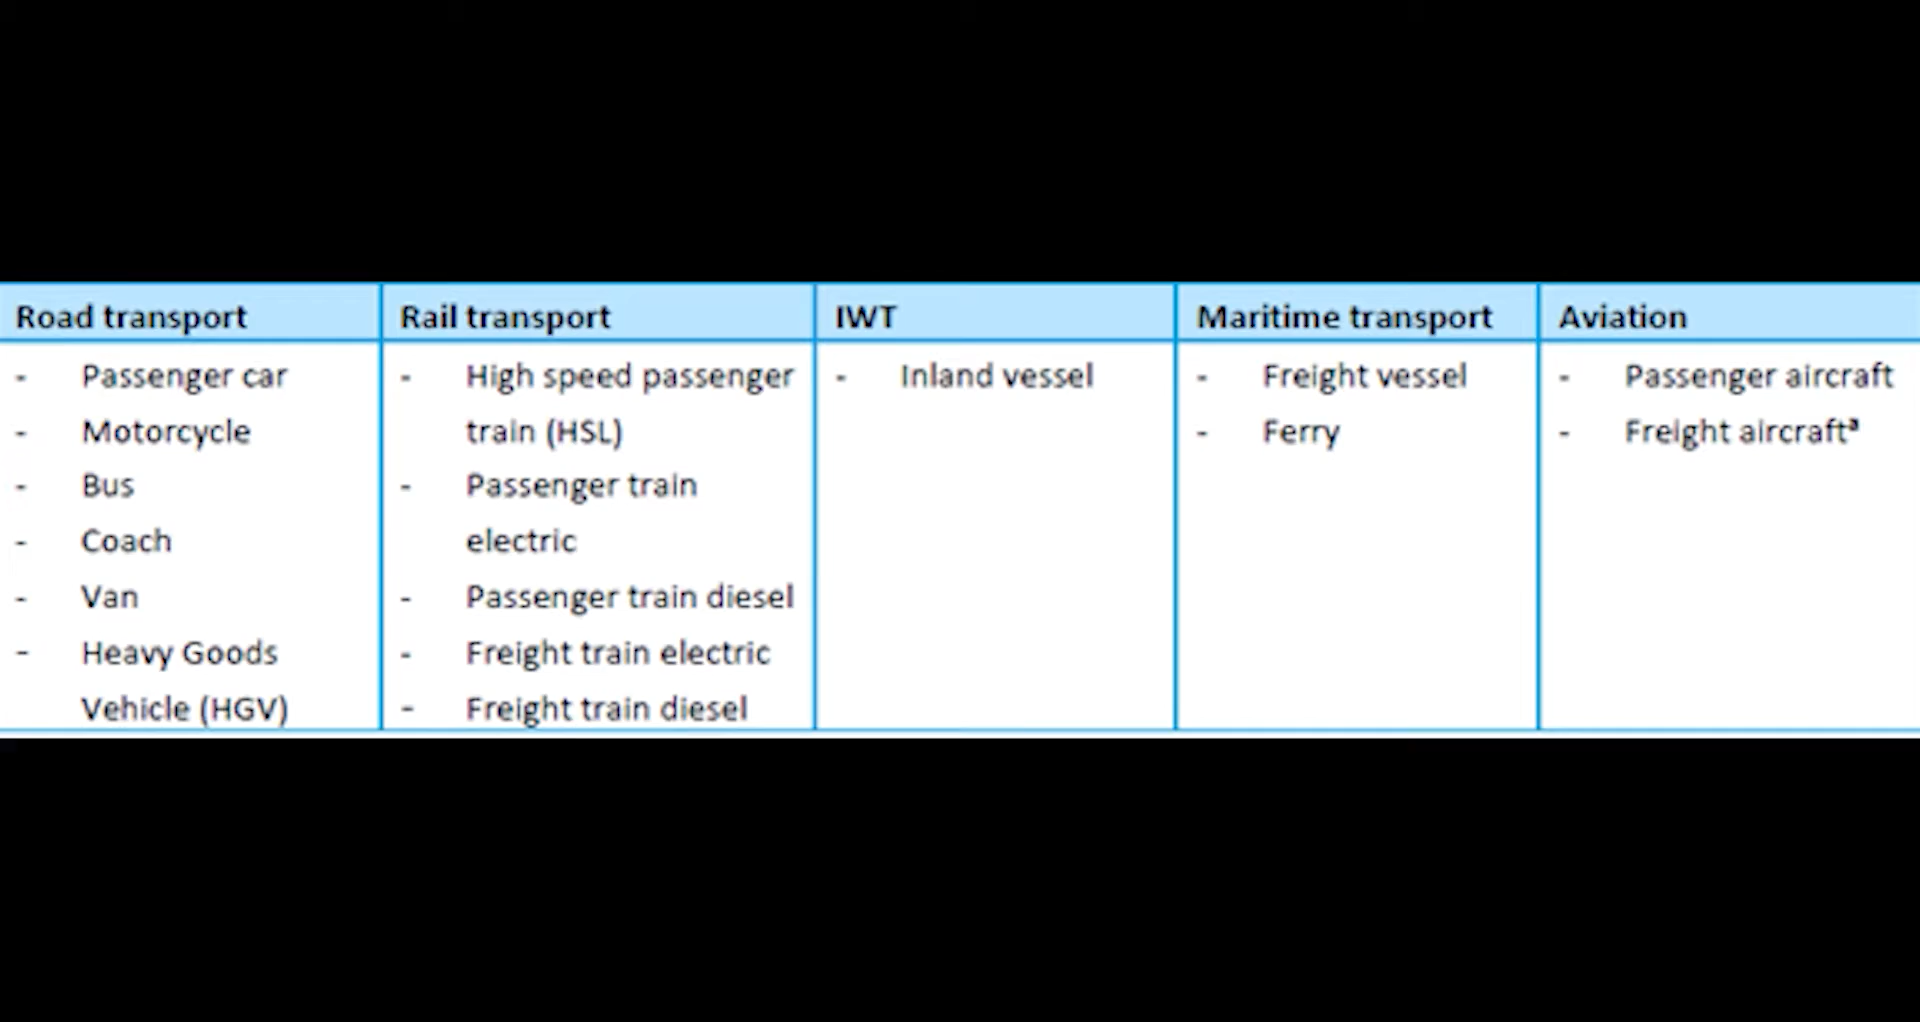 Road transport
- Passenger car
- Motorcycle
- Bus
- Coach
- Van
- Heavy Goods
Vehicle (HGV)
Rail transport
- High speed passenger
train (HSL)
- Passenger train
electric
- Passenger train diesel
- Freight train electric
- Freight train diesel
IWT
- Inland vessel
Maritime transport
- Freight vessel
- Ferry
Aviation
- Passenger aircraft
- Freight aircraftª